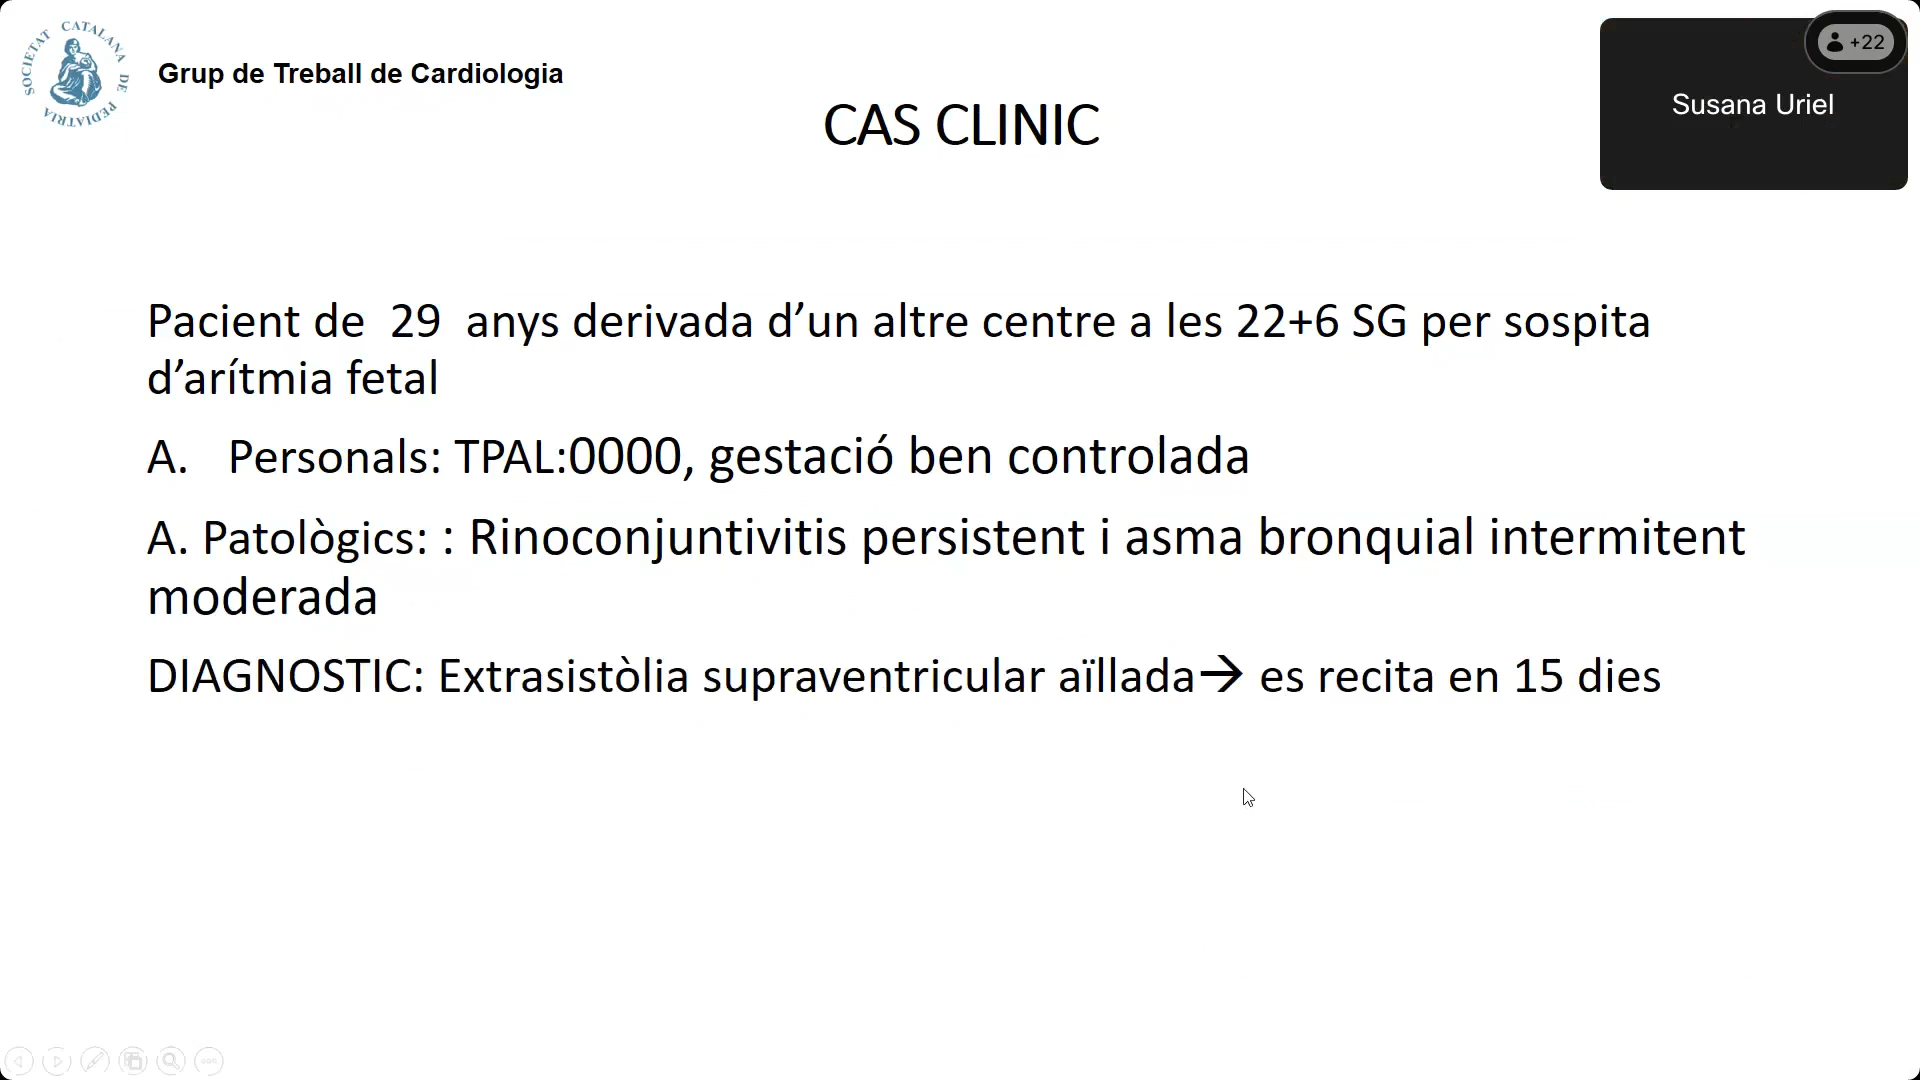 SOCIETAT CATALANA DE PEDIATRIA
Grup de Treball de Cardiologia
+22
Susana Uriel
CAS CLINIC
Pacient de 29 anys derivada d’un altre centre a les 22+6 SG per sospita
d’arítmia fetal
A. Personals: TPAL:0000, gestació ben controlada
A. Patològics: : Rinoconjuntivitis persistent i asma bronquial intermitent
moderada
DIAGNOSTIC: Extrasistòlia supraventricular aïllada→ es recita en 15 dies